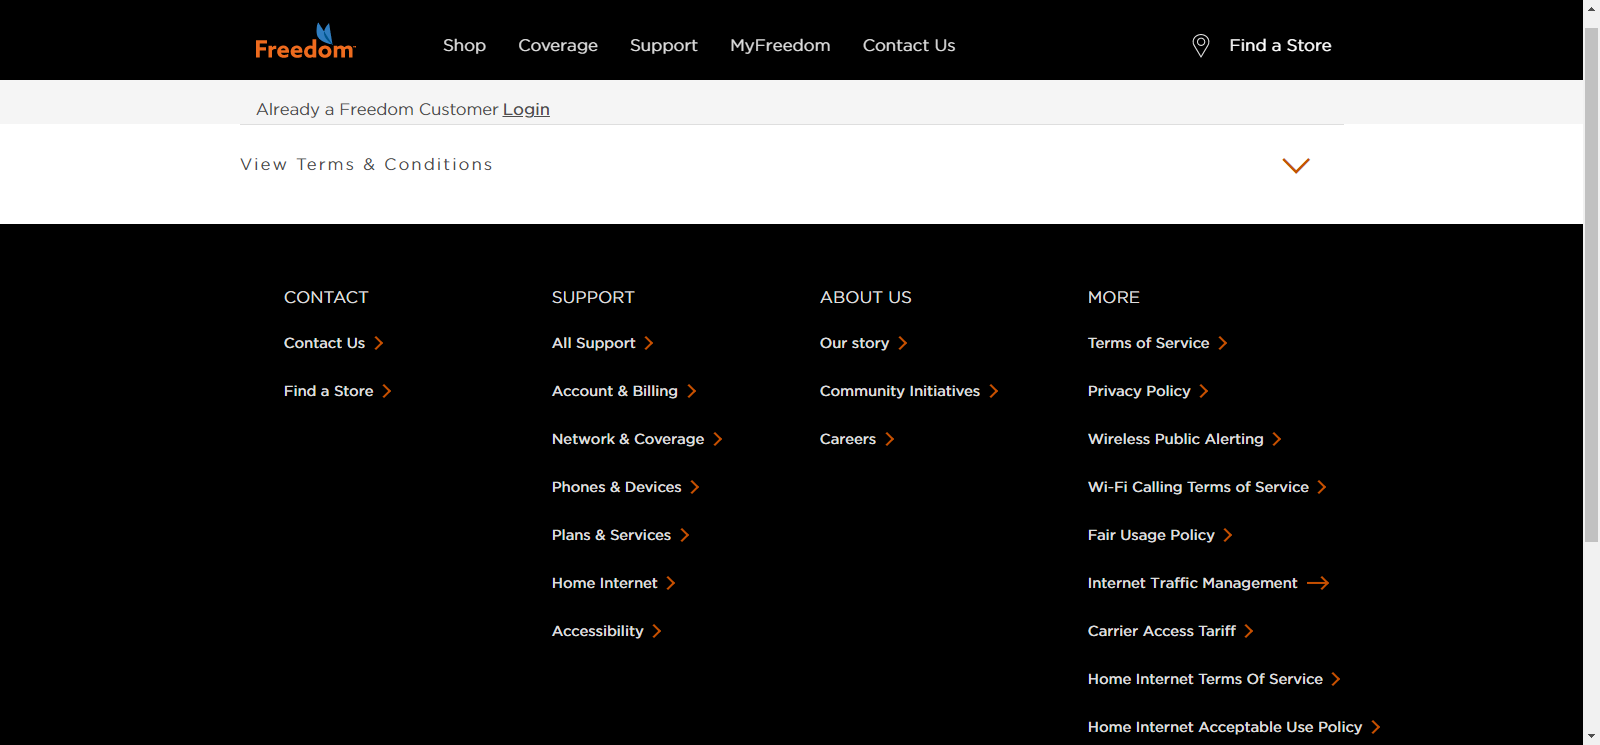 Freedom Shop Coverage Support MyFreedom Contact Us Find a Store
Already a Freedom Customer Login
View Terms & Conditions
CONTACT
Contact Us
Find a Store
SUPPORT
All Support
Account & Billing
Network & Coverage
Phones & Devices
Plans & Services
Home Internet
Accessibility
ABOUT US
Our story
Community Initiatives
Careers
MORE
Terms of Service
Privacy Policy
Wireless Public Alerting
Wi-Fi Calling Terms of Service
Fair Usage Policy
Internet Traffic Management
Carrier Access Tariff
Home Internet Terms Of Service
Home Internet Acceptable Use Policy